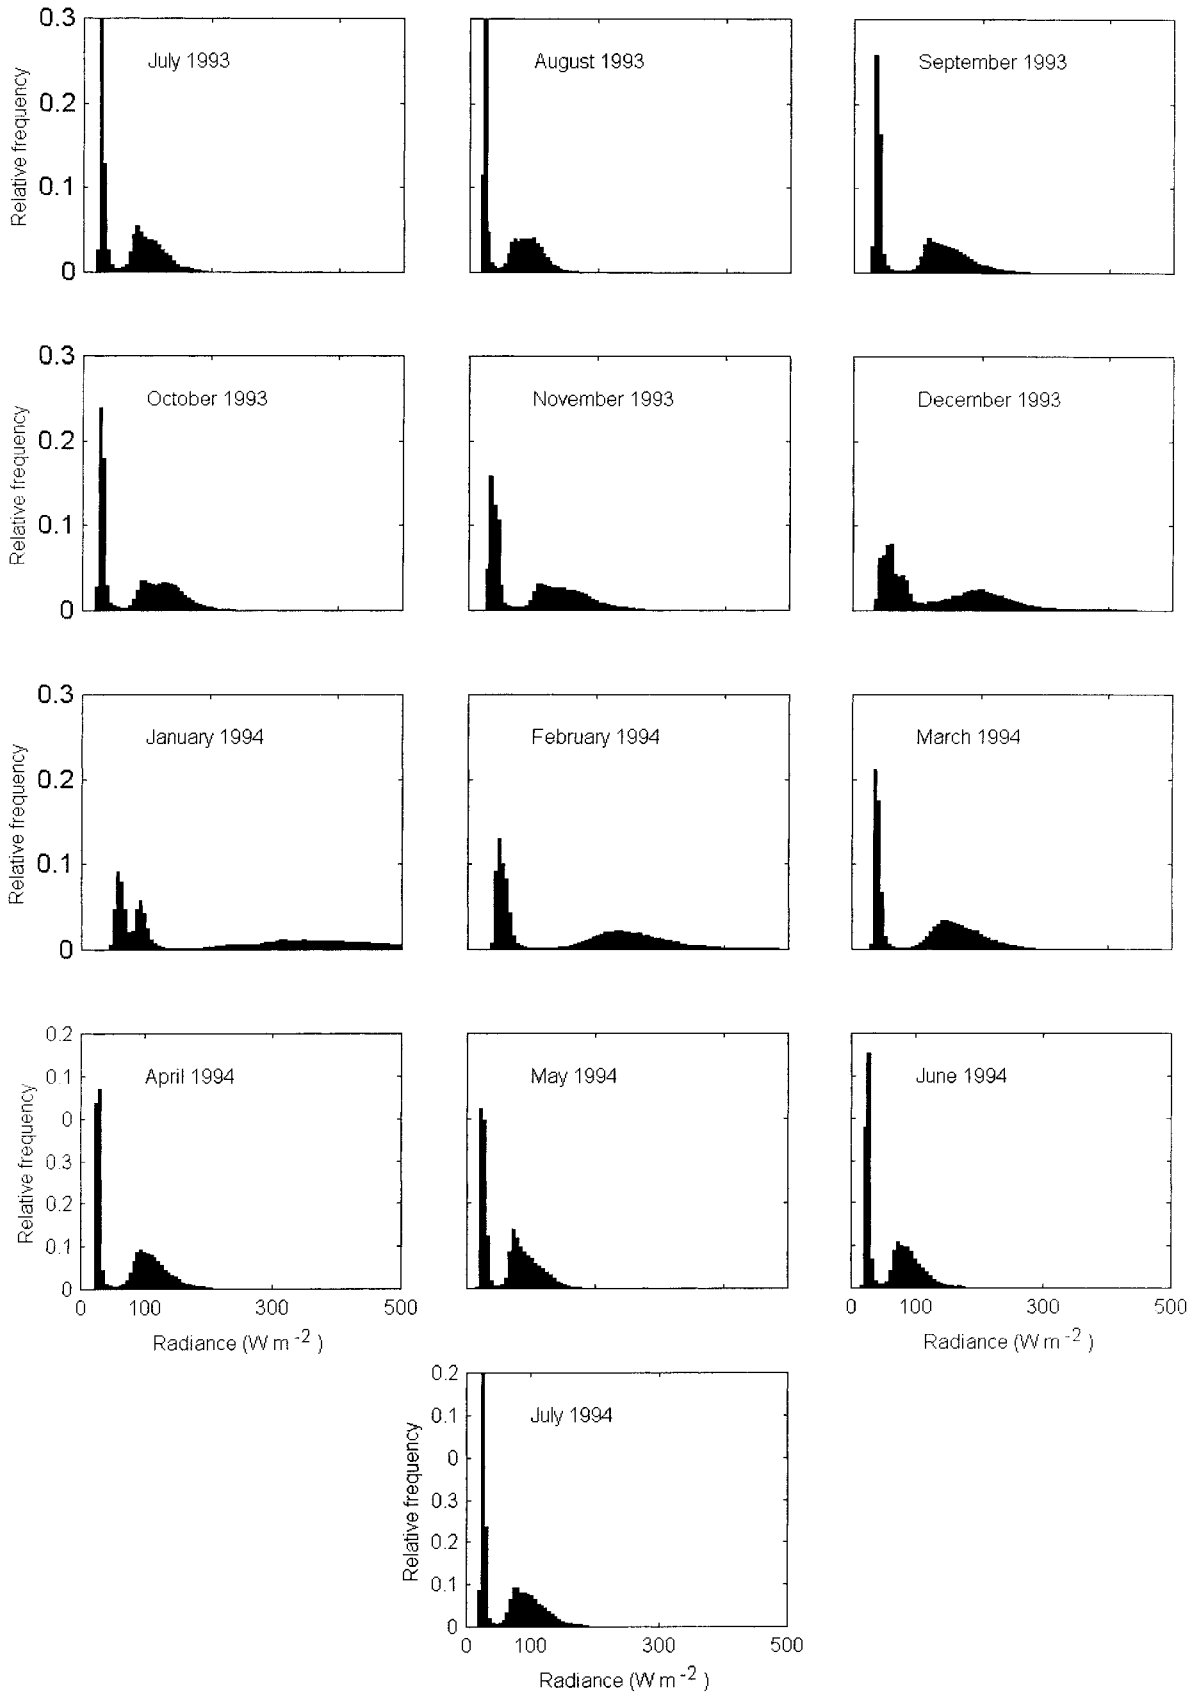 0.3
0.2
0.1
0
Relative frequency
July 1993
August 1993
September 1993
0.3
0.2
0.1
0
Relative frequency
October 1993
November 1993
December 1993
0.3
0.2
0.1
0
Relative frequency
January 1994
February 1994
March 1994
0.2
0.1
0
0.3
0.2
0.1
0
Relative frequency
April 1994
May 1994
June 1994
0 100 300 500
Radiance (W m⁻²)
0 100 300 500
Radiance (W m⁻²)
0.2
0.1
0
0.3
0.2
0.1
0
Relative frequency
July 1994
0 100 300 500
Radiance (W m⁻²)